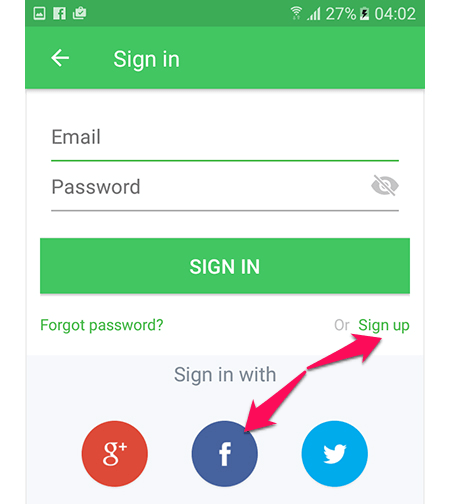 27% 04:02
Sign in
Email
Password
SIGN IN
Forgot password? Or Sign up
Sign in with
g+ f